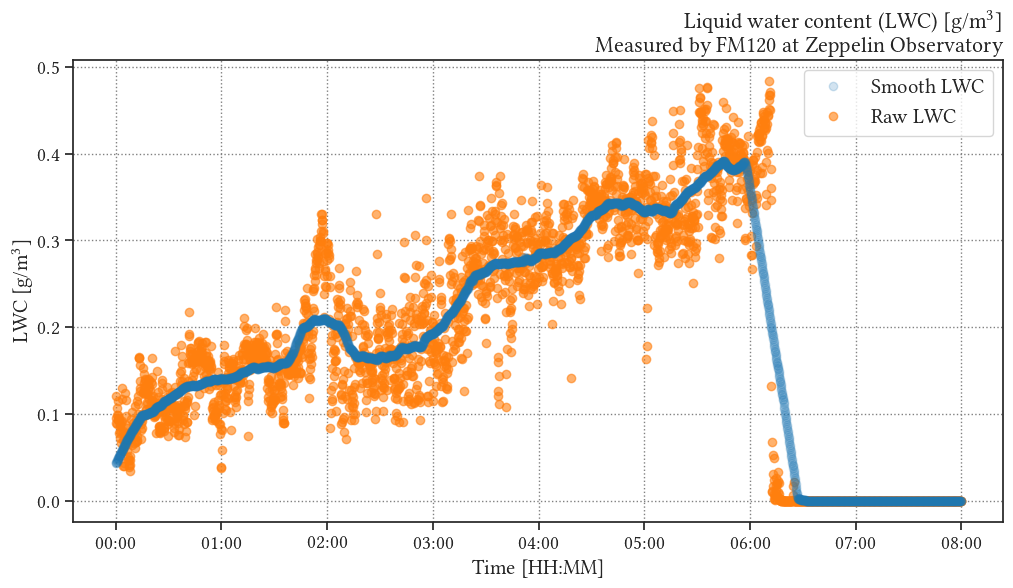 Liquid water content (LWC) [g/m³]
Measured by FM120 at Zeppelin Observatory
Smooth LWC
Raw LWC
LWC [g/m³]
0.5
0.4
0.3
0.2
0.1
0.0
00:00 01:00 02:00 03:00 04:00 05:00 06:00 07:00 08:00
Time [HH:MM]